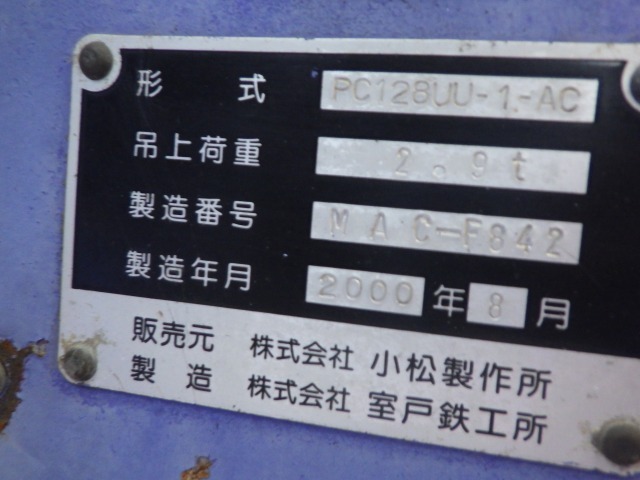 形 式 PC128UU-1-AC
吊上荷重 2.9t
製造番号 MAC-F842
製造年月 2000年8月
販売元 株式会社 小松製作所
製造 株式会社 室戸鉄工所